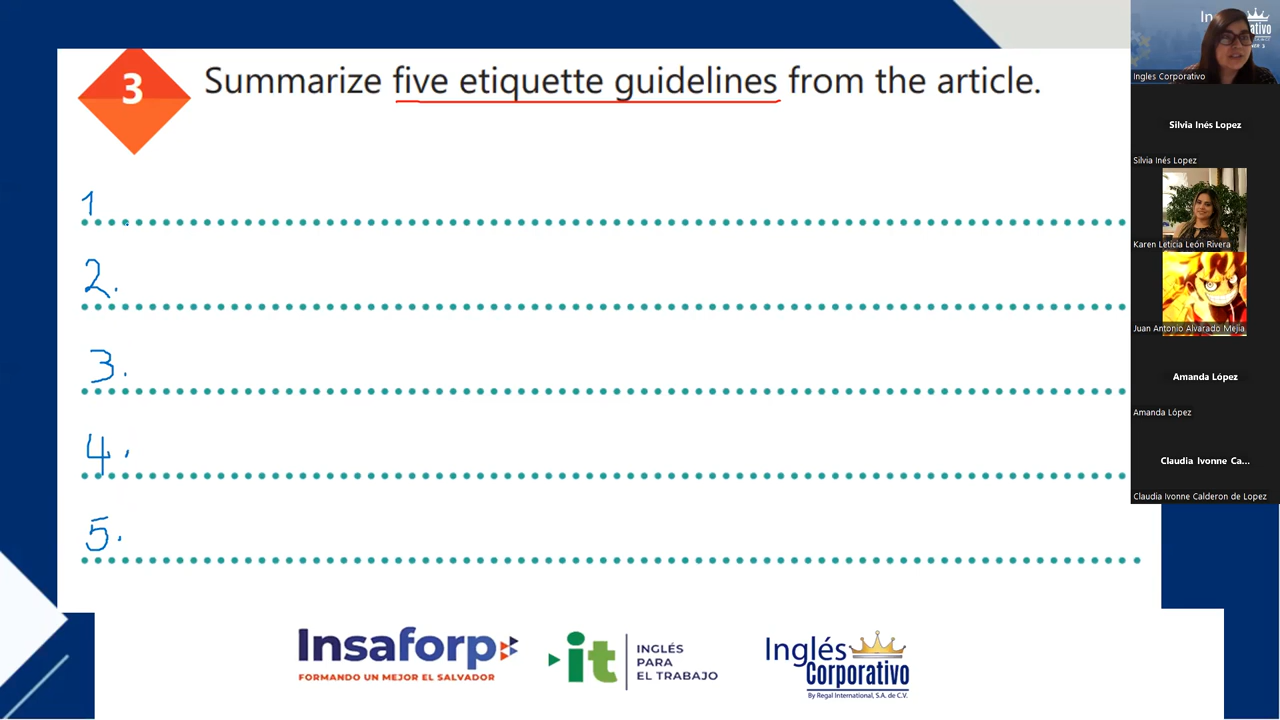 3
Summarize five etiquette guidelines from the article.
1
2.
3.
4.
5.
Insaforp
FORMANDO UN MEJOR EL SALVADOR
it
INGLÉS
PARA
EL TRABAJO
Inglés
Corporativo
By Regal International, S.A. de C.V.
Ingles Corporativo
Silvia Inés Lopez
Silvia Inés Lopez
Karen Leticia León Rivera
Juan Antonio Alvarado Mejía
Amanda López
Amanda López
Claudia Ivonne Ca...
Claudia Ivonne Calderon de Lopez